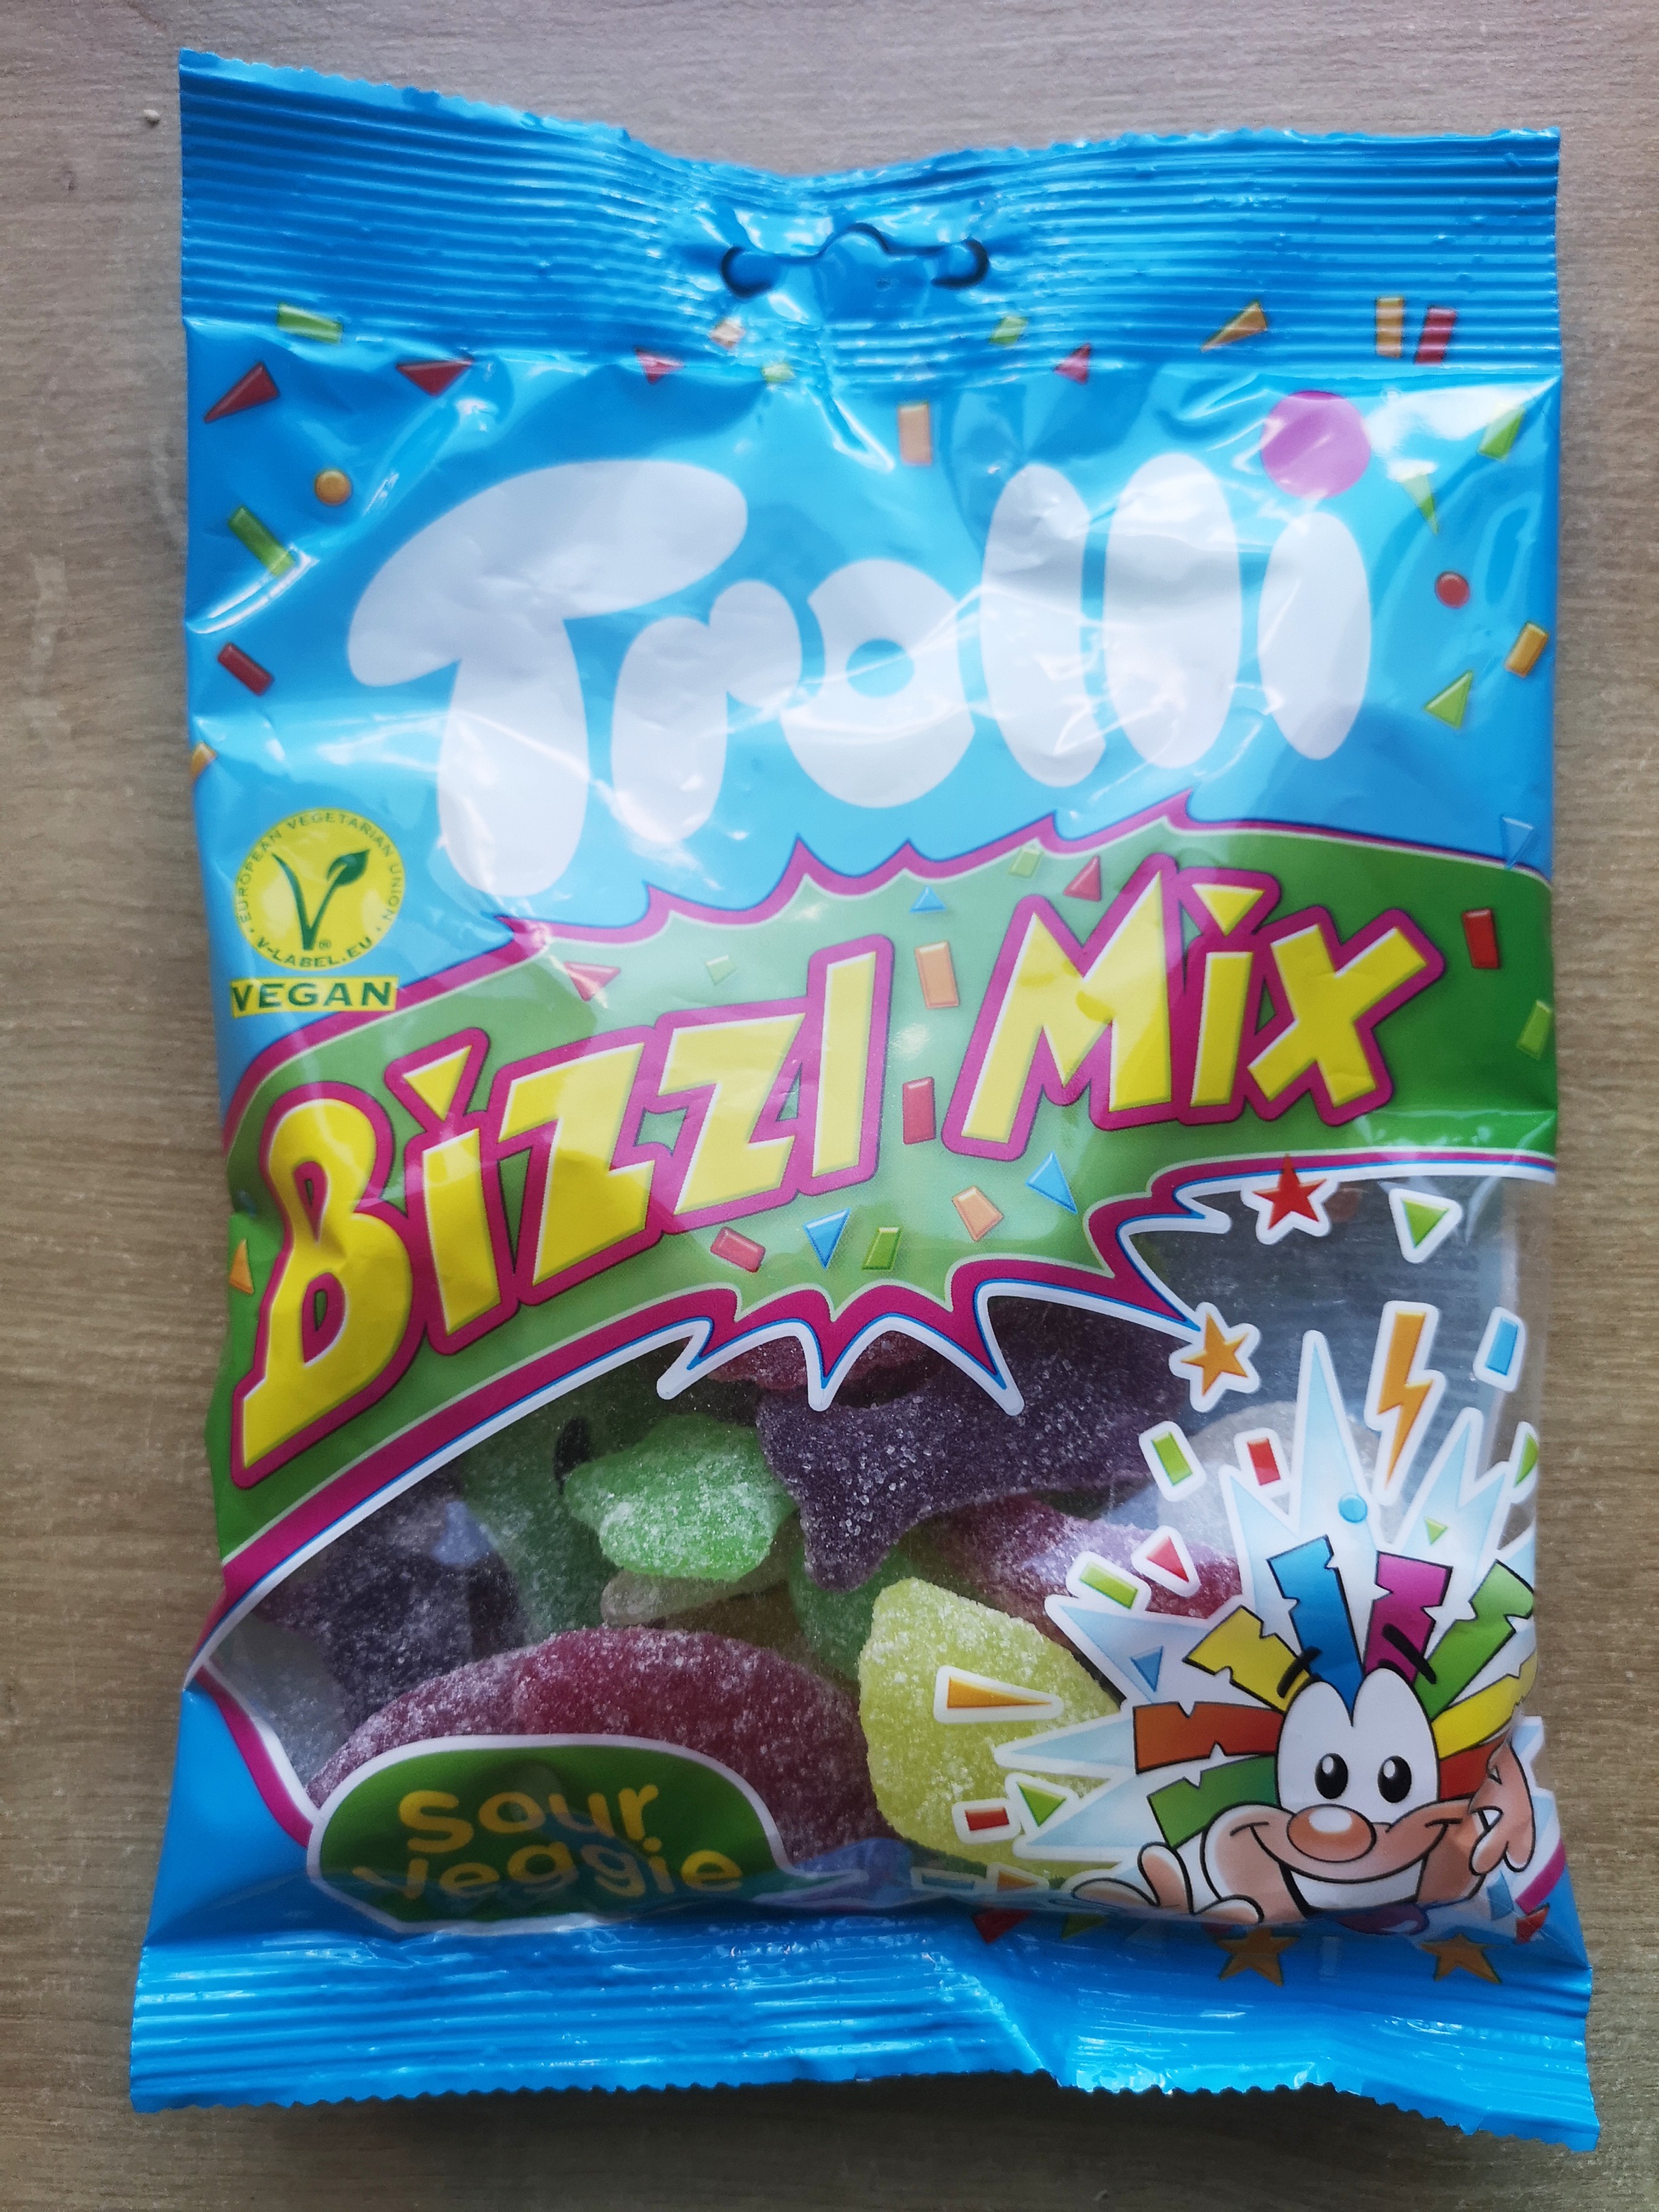 Trolli
EUROPEAN VEGETARIAN UNION
V-LABEL.EU
VEGAN
Bizzl Mix
Sour
veggie